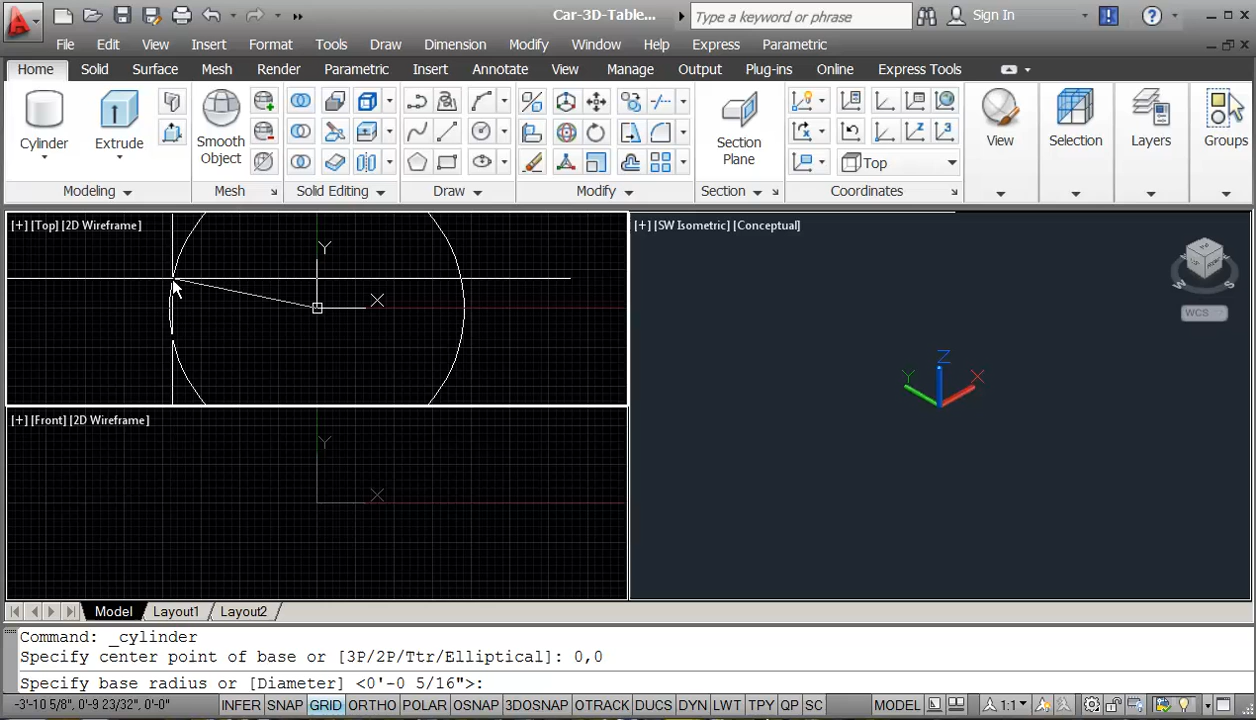 Car-3D-Table...
Type a keyword or phrase
Sign In
File Edit View Insert Format Tools Draw Dimension Modify Window Help Express Parametric
Home Solid Surface Mesh Render Parametric Insert Annotate View Manage Output Plug-ins Online Express Tools
Cylinder
Extrude
Smooth
Object
Section
Plane
Top
View
Selection
Layers
Groups
Modeling
Mesh
Solid Editing
Draw
Modify
Section
Coordinates
[+] [Top] [2D Wireframe]
Y
X
[+] [SW Isometric] [Conceptual]
W
S
WCS
Z
Y
X
[+] [Front] [2D Wireframe]
Y
X
Model Layout1 Layout2
Command: _cylinder
Specify center point of base or [3P/2P/Ttr/Elliptical]: 0,0
Specify base radius or [Diameter] <0'-0 5/16">:
-3'-10 5/8", 0'-9 23/32", 0'-0" INFER SNAP GRID ORTHO POLAR OSNAP 3DOSNAP OTRACK DUCS DYN LWT TPY QP SC MODEL 1:1